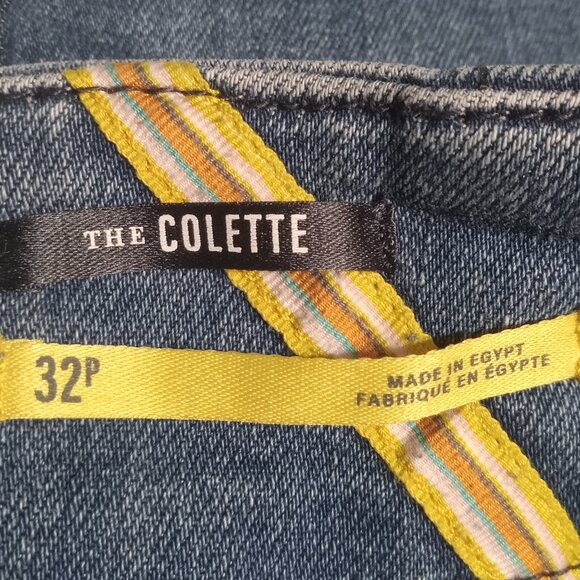 THE COLETTE
32P
MADE IN EGYPT
FABRIQUÉ EN ÉGYPTE